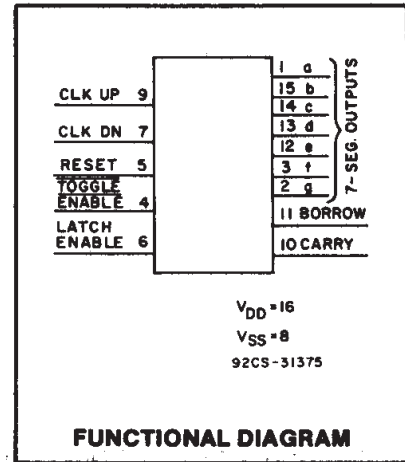 CLK UP 9
CLK DN 7
RESET 5
TOGGLE
ENABLE 4
LATCH
ENABLE 6
1 a
15 b
14 c
13 d
12 e
3 f
2 g
7-SEG. OUTPUTS
11 BORROW
10 CARRY
VDD = 16
VSS = 8
92CS-31375
FUNCTIONAL DIAGRAM